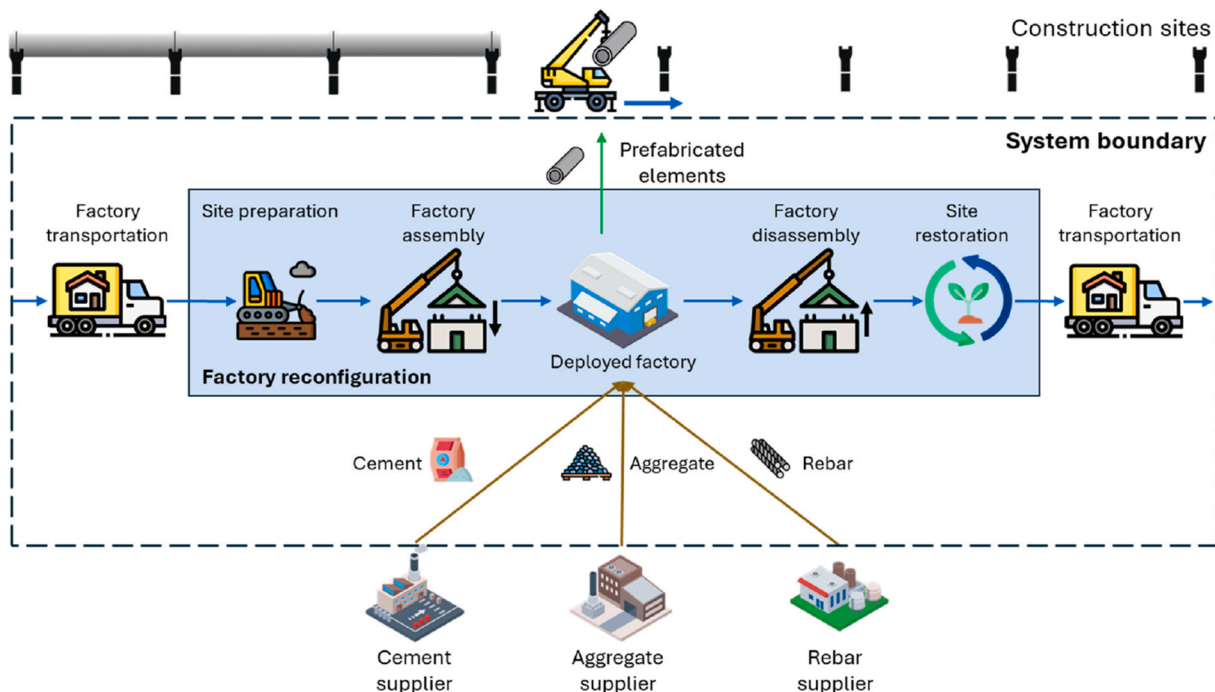 Construction sites
System boundary
Prefabricated
elements
Factory
transportation
Site preparation
Factory
assembly
Factory
disassembly
Site
restoration
Factory
transportation
Deployed factory
Factory reconfiguration
Cement
Aggregate
Rebar
Cement
supplier
Aggregate
supplier
Rebar
supplier